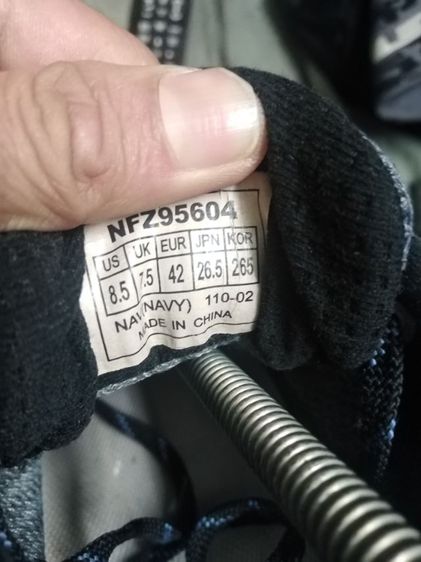 NFZ95604
US UK EUR JPN KOR
8.5 7.5 42 26.5 265
NAV(NAVY) 110-02
MADE IN CHINA